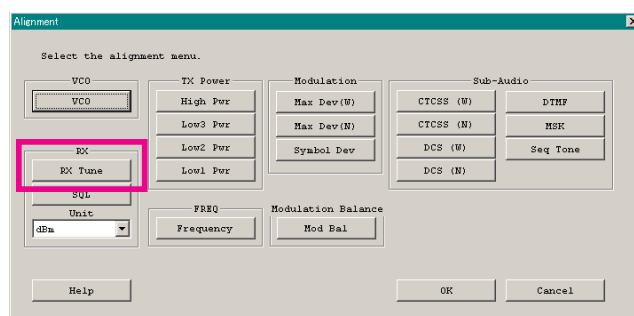 Alignment
Select the alignment menu.
VCO
VCO
RX
RX Tune
SQL
Unit
dBm
TX Power
High Pwr
Low3 Pwr
Low2 Pwr
Low1 Pwr
Modulation
Max Dev(W)
Max Dev(N)
Symbol Dev
Sub-Audio
CTCSS (W)
CTCSS (N)
DCS (W)
DCS (N)
DTMF
MSK
Seq Tone
FREQ
Frequency
Modulation Balance
Mod Bal
Help
OK
Cancel